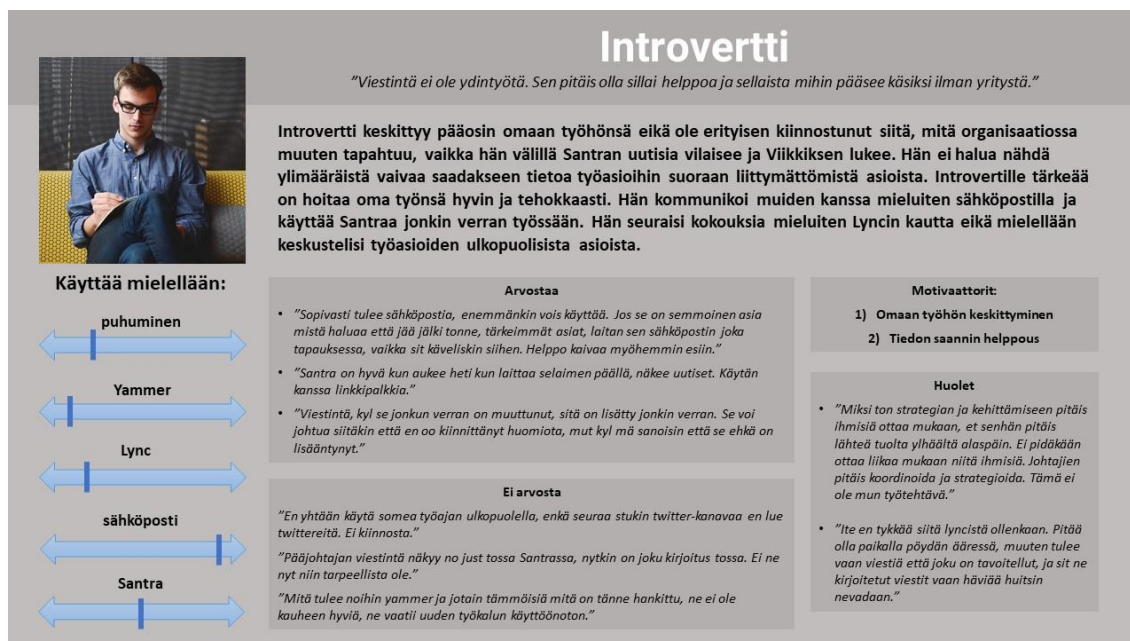 Introvertti
”Viestintä ei ole ydintyötä. Sen pitäis olla sillai helppoa ja sellaista mihin pääsee käsiksi ilman yritystä.”
Introvertti keskittyy pääosin omaan työhönsä eikä ole erityisen kiinnostunut siitä, mitä organisaatiossa
muuten tapahtuu, vaikka hän välillä Santran uutisia vilaisee ja Viikkiksen lukee. Hän ei halua nähdä
ylimääräistä vaivaa saadakseen tietoa työasioihin suoraan liittymättömistä asioista. Introvertille tärkeää
on hoitaa oma työnsä hyvin ja tehokkaasti. Hän kommunikoi muiden kanssa mieluiten sähköpostilla ja
käyttää Santraa jonkin verran työssään. Hän seuraisi kokouksia mieluiten Lyncin kautta eikä mielellään
keskustelisi työasioiden ulkopuolisista asioista.
Käyttää mielellään:
puhuminen
Yammer
Lync
sähköposti
Santra
Arvostaa
• ”Sopivasti tulee sähköpostia, enemmänkin vois käyttää. Jos se on semmoinen asia
mistä haluaa että jää jälki tonne, tärkeimmät asiat, laitan sen sähköpostin joka
tapauksessa, vaikka sit käveliskin siihen. Helppo kaivaa myöhemmin esiin.”
• ”Santra on hyvä kun aukee heti kun laittaa selaimen päällä, näkee uutiset. Käytän
kanssa linkkipalkkia.”
• ”Viestintä, kyl se jonkun verran on muuttunut, sitä on lisätty jonkin verran. Se voi
johtua siitäkin että en oo kiinnittänyt huomiota, mut kyl mä sanoisin että se ehkä on
lisääntynyt.”
Ei arvosta
”En yhtään käytä somea työajan ulkopuolella, enkä seuraa stukin twitter-kanavaa en lue
twittereitä. Ei kiinnosta.”
”Pääjohtajan viestintä näkyy no just tossa Santrassa, nytkin on joku kirjoitus tossa. Ei ne
nyt niin tarpeellista ole.”
”Mitä tulee noihin yammer ja jotain tämmöisiä mitä on tänne hankittu, ne ei ole
kauheen hyviä, ne vaatii uuden työkalun käyttöönoton.”
Motivaattorit:
1) Omaan työhön keskittyminen
2) Tiedon saannin helppous
Huolet
• ”Miksi ton strategian ja kehittämiseen pitäis
ihmisiä ottaa mukaan, et senhän pitäis
lähteä tuolta ylhäältä alaspäin. Ei pidäkään
ottaa liikaa mukaan niitä ihmisiä. Johtajien
pitäis koordinoida ja strategioida. Tämä ei
ole mun työtehtävä.”
• ”Ite en tykkää siitä lyncistä ollenkaan. Pitää
olla paikalla pöydän ääressä, muuten tulee
vaan viestiä että joku on tavoitellut, ja sit ne
kirjoitetut viestit vaan häviää huitsin
nevadaan.”